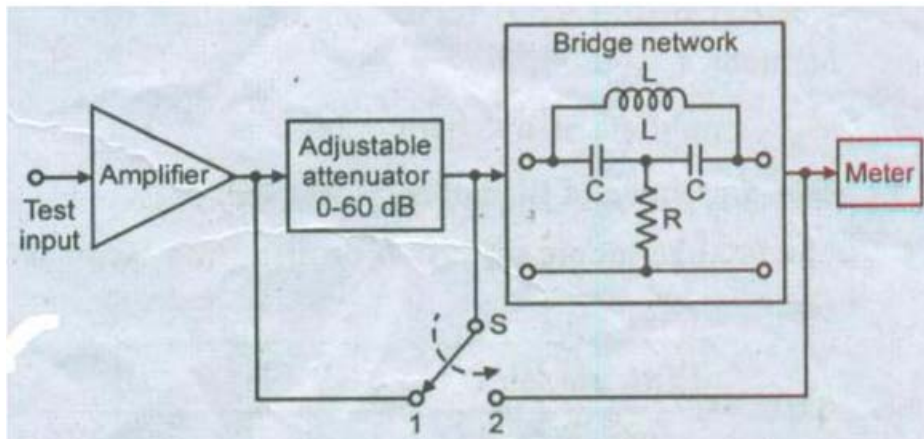 Bridge network
L
L
C
C
R
Amplifier
Adjustable
attenuator
0-60 dB
Meter
Test
input
S
1
2